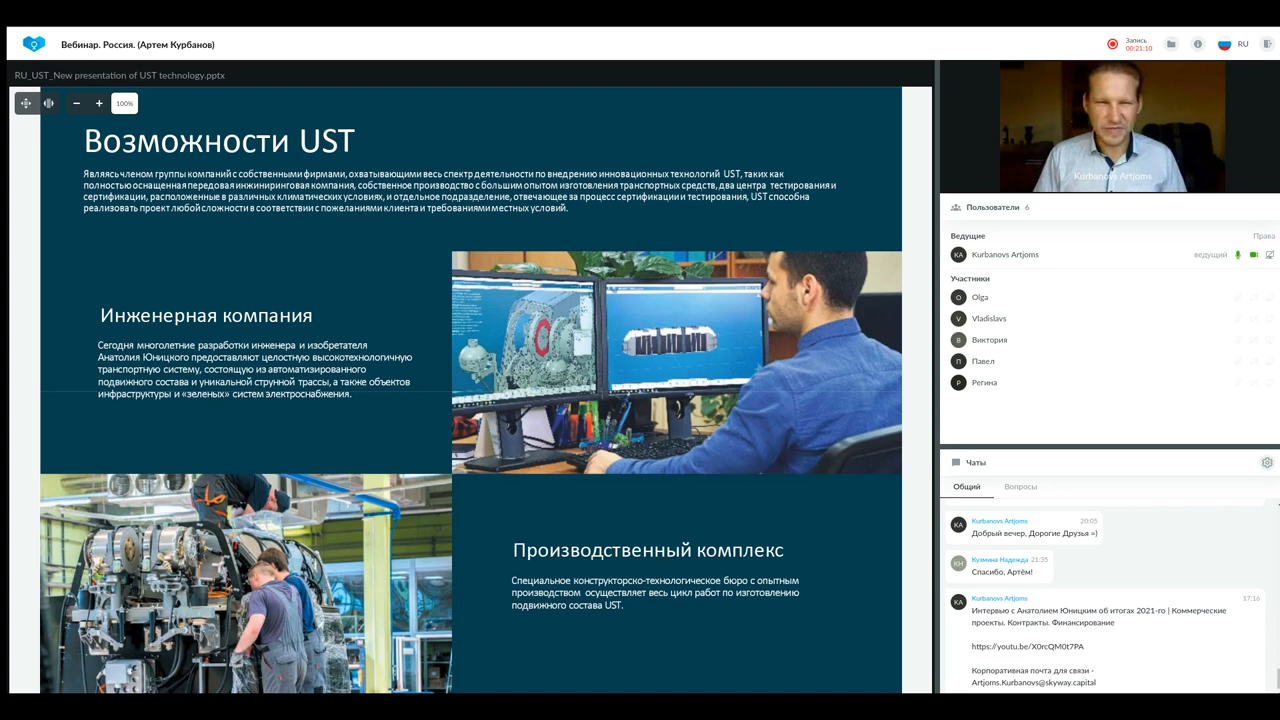 Вебинар. Россия. (Артем Курбанов)
Запись
00:21:10
RU
RU_UST_New presentation of UST technology.pptx
100%
Возможности UST
Являясь членом группы компаний с собственными фирмами, охватывающими весь спектр деятельности по внедрению инновационных технологий UST, таких как
полностью оснащенная передовая инжиниринговая компания, собственное производство с большим опытом изготовления транспортных средств, два центра тестирования и
сертификации, расположенные в различных климатических условиях, и отдельное подразделение, отвечающее за процесс сертификации и тестирования, UST способна
реализовать проект любой сложности в соответствии с пожеланиями клиента и требованиями местных условий.
Инженерная компания
Сегодня многолетние разработки инженера и изобретателя
Анатолия Юницкого предоставляют целостную высокотехнологичную
транспортную систему, состоящую из автоматизированного
подвижного состава и уникальной струнной трассы, а также объектов
инфраструктуры и «зеленых» систем электроснабжения.
Производственный комплекс
Специальное конструкторско-технологическое бюро с опытным
производством осуществляет весь цикл работ по изготовлению
подвижного состава UST.
Kurbanovs Artjoms
Пользователи 6
Ведущие
Права
KA
Kurbanovs Artjoms
ведущий
Участники
O
Olga
V
Vladislavs
В
Виктория
П
Павел
Р
Регина
Чаты
Общий
Вопросы
KA
Kurbanovs Artjoms 20:05
Добрый вечер, Дорогие Друзья =)
КН
Кузмина Надежда 21:35
Спасибо, Артём!
KA
Kurbanovs Artjoms 17:16
Интервью с Анатолием Юницким об итогах 2021-го | Коммерческие
проекты. Контракты. Финансирование
https://youtu.be/X0rcQM0t7PA
Корпоративная почта для связи -
Artjoms.Kurbanovs@skyway.capital